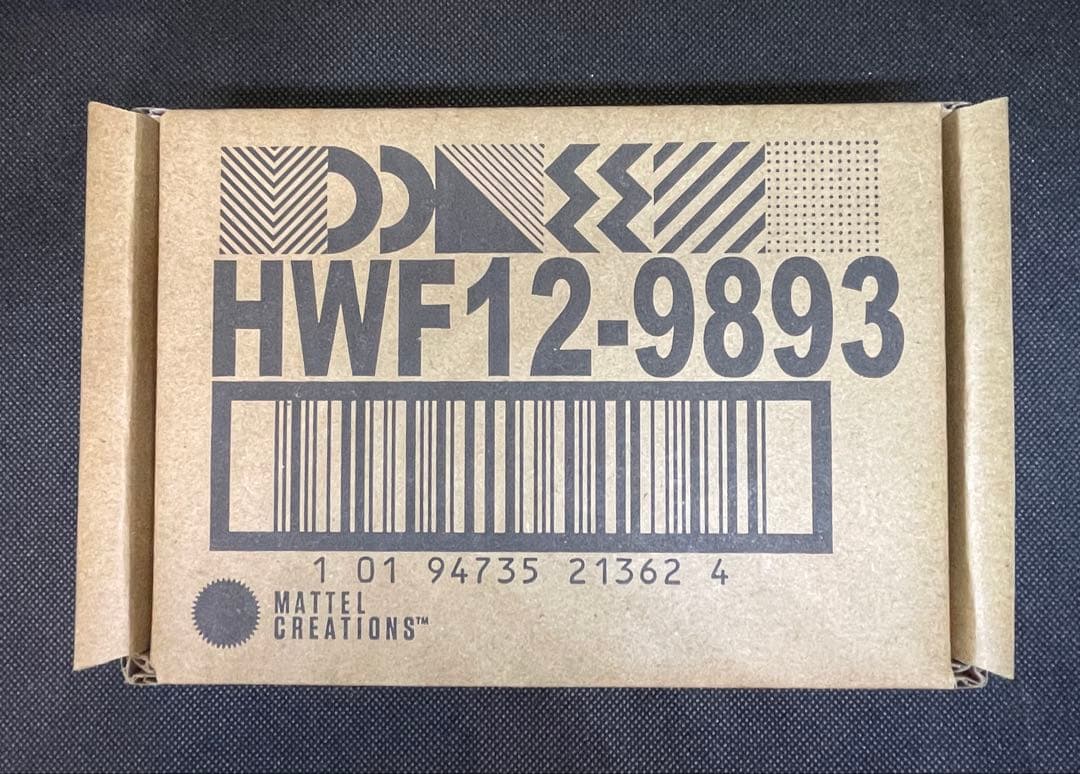 HWF12-9893
1 01 94735 21362 4
MATTEL
CREATIONS™